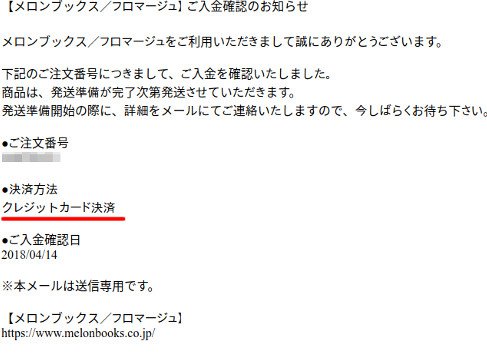 【メロンブックス／フロマージュ】ご入金確認のお知らせ
メロンブックス／フロマージュをご利用いただきまして誠にありがとうございます。
下記のご注文番号につきまして、ご入金を確認いたしました。
商品は、発送準備が完了次第発送させていただきます。
発送準備開始の際に、詳細をメールにてご連絡いたしますので、今しばらくお待ち下さい。
●ご注文番号
●決済方法
クレジットカード決済
●ご入金確認日
2018/04/14
※本メールは送信専用です。
【メロンブックス／フロマージュ】
https://www.melonbooks.co.jp/